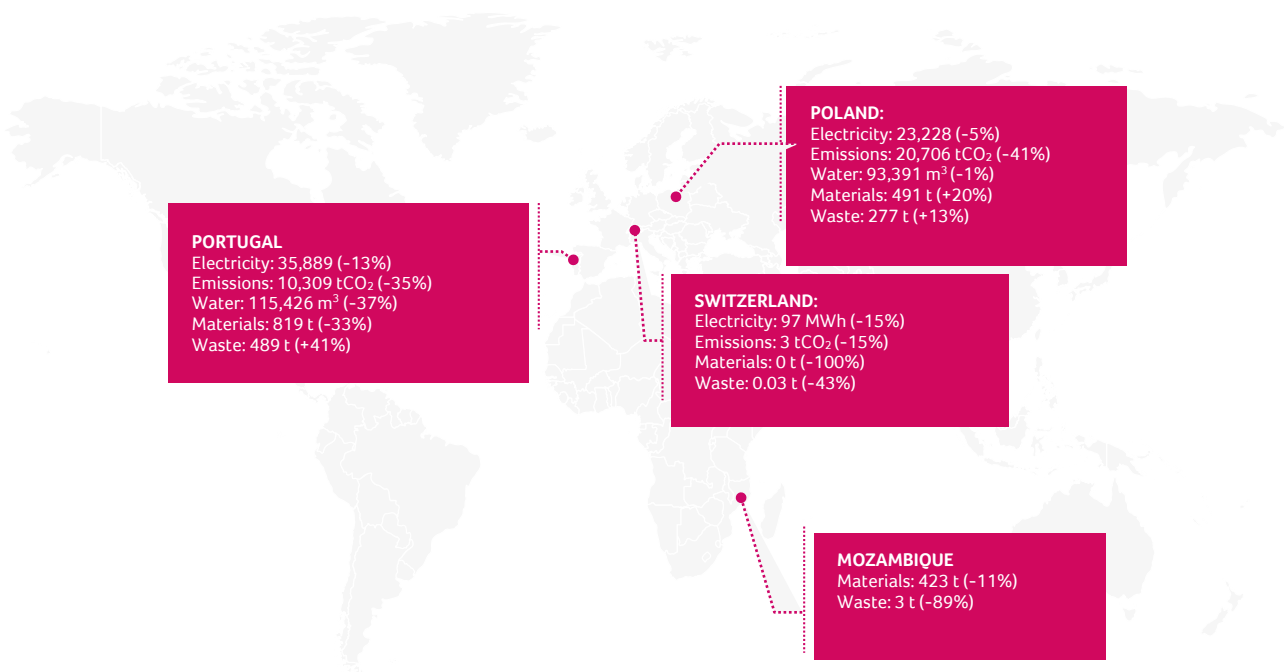 POLAND:
Electricity: 23,228 (-5%)
Emissions: 20,706 tCO₂ (-41%)
Water: 93,391 m³ (-1%)
Materials: 491 t (+20%)
Waste: 277 t (+13%)
PORTUGAL
Electricity: 35,889 (-13%)
Emissions: 10,309 tCO₂ (-35%)
Water: 115,426 m³ (-37%)
Materials: 819 t (-33%)
Waste: 489 t (+41%)
SWITZERLAND:
Electricity: 97 MWh (-15%)
Emissions: 3 tCO₂ (-15%)
Materials: 0 t (-100%)
Waste: 0.03 t (-43%)
MOZAMBIQUE
Materials: 423 t (-11%)
Waste: 3 t (-89%)